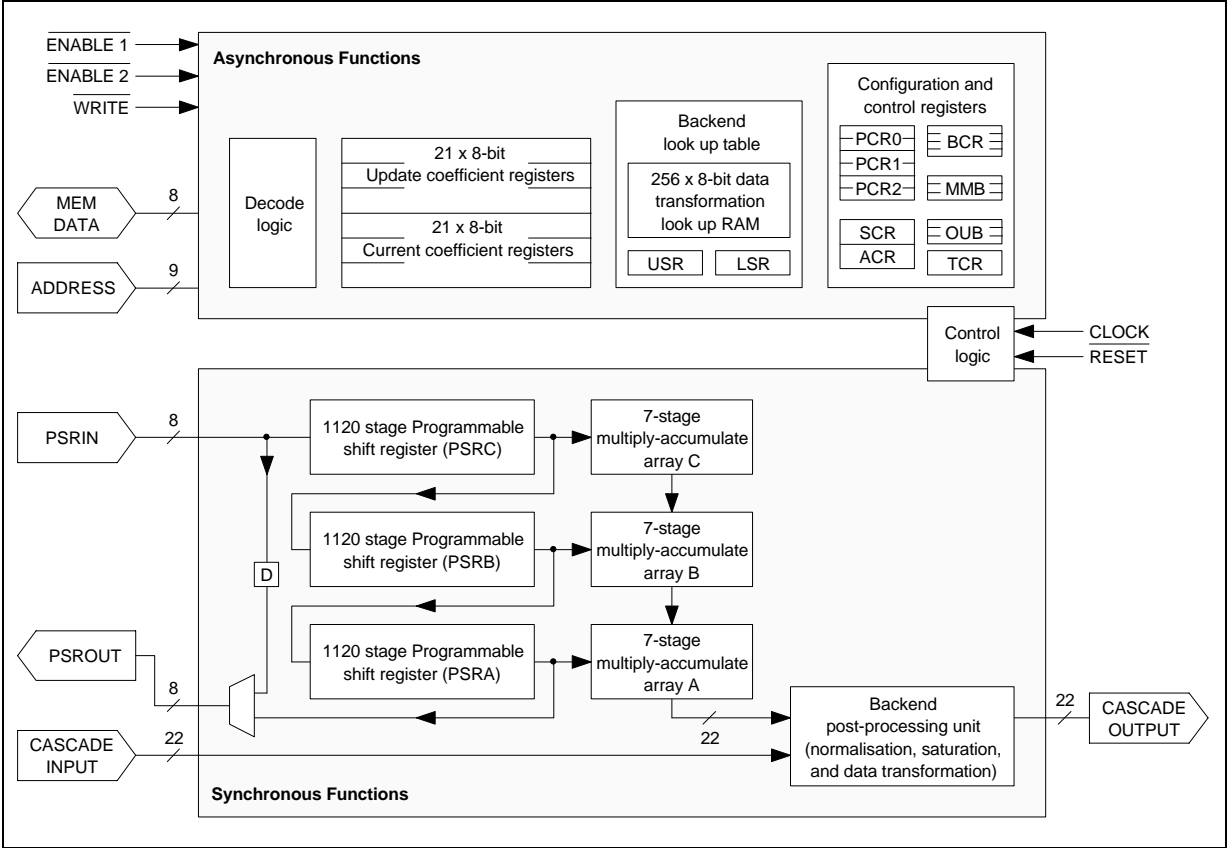 ENABLE 1
ENABLE 2
WRITE
MEM
DATA
8
ADDRESS
9
Asynchronous Functions
Decode
logic
21 x 8-bit
Update coefficient registers
21 x 8-bit
Current coefficient registers
Backend
look up table
256 x 8-bit data
transformation
look up RAM
USR
LSR
Configuration and
control registers
PCR0
PCR1
PCR2
SCR
ACR
BCR
MMB
OUB
TCR
Control
logic
CLOCK
RESET
PSRIN
8
1120 stage Programmable
shift register (PSRC)
7-stage
multiply-accumulate
array C
1120 stage Programmable
shift register (PSRB)
7-stage
multiply-accumulate
array B
D
1120 stage Programmable
shift register (PSRA)
7-stage
multiply-accumulate
array A
PSROUT
8
CASCADE
INPUT
22
22
Backend
post-processing unit
(normalisation, saturation,
and data transformation)
22
CASCADE
OUTPUT
Synchronous Functions